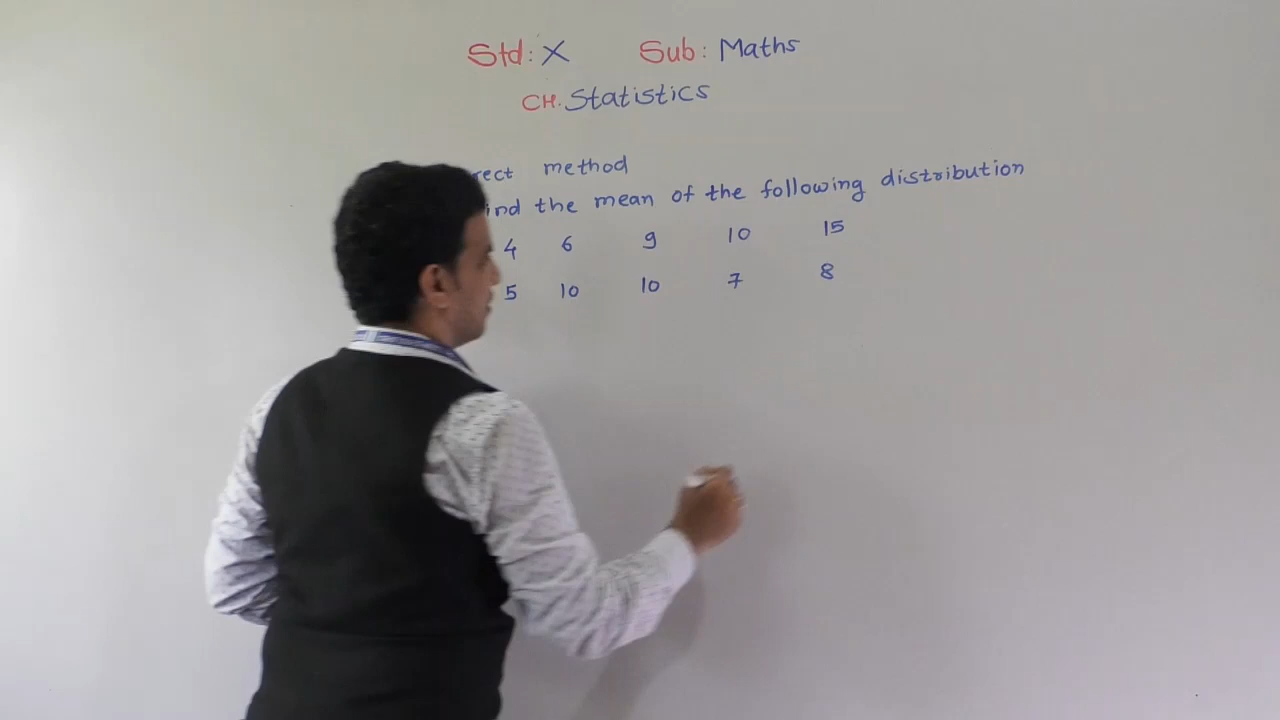 Std: X Sub: Maths
CH. Statistics
rect method
ind the mean of the following distribution
4 6 9 10 15
5 10 10 7 8